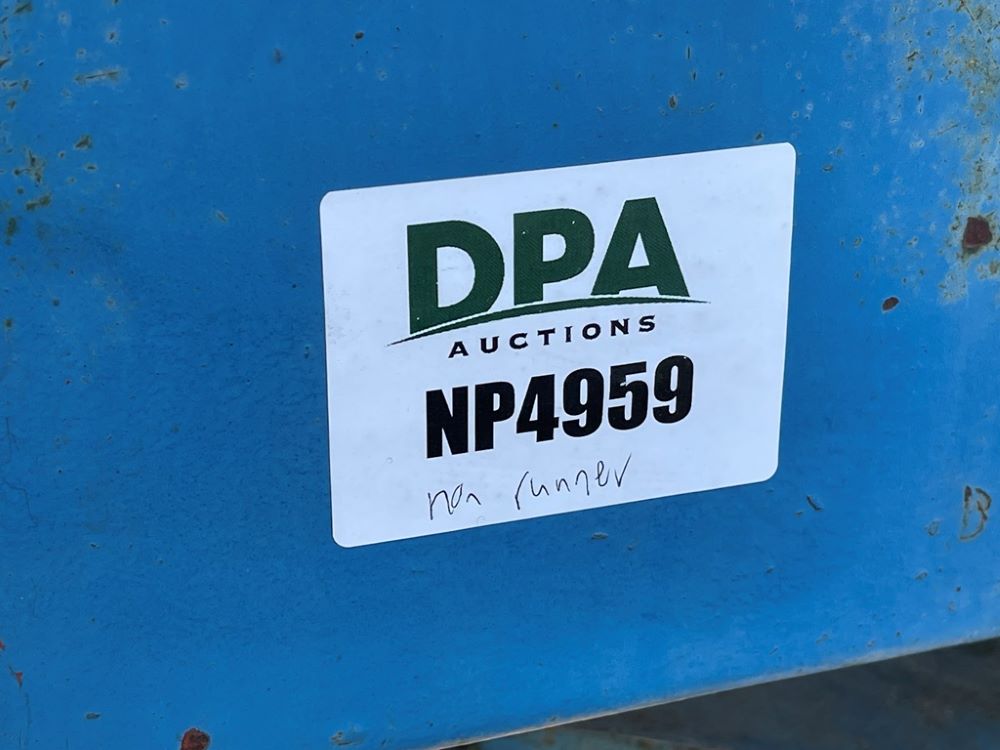 DPA
AUCTIONS
NP4959
non runner
B